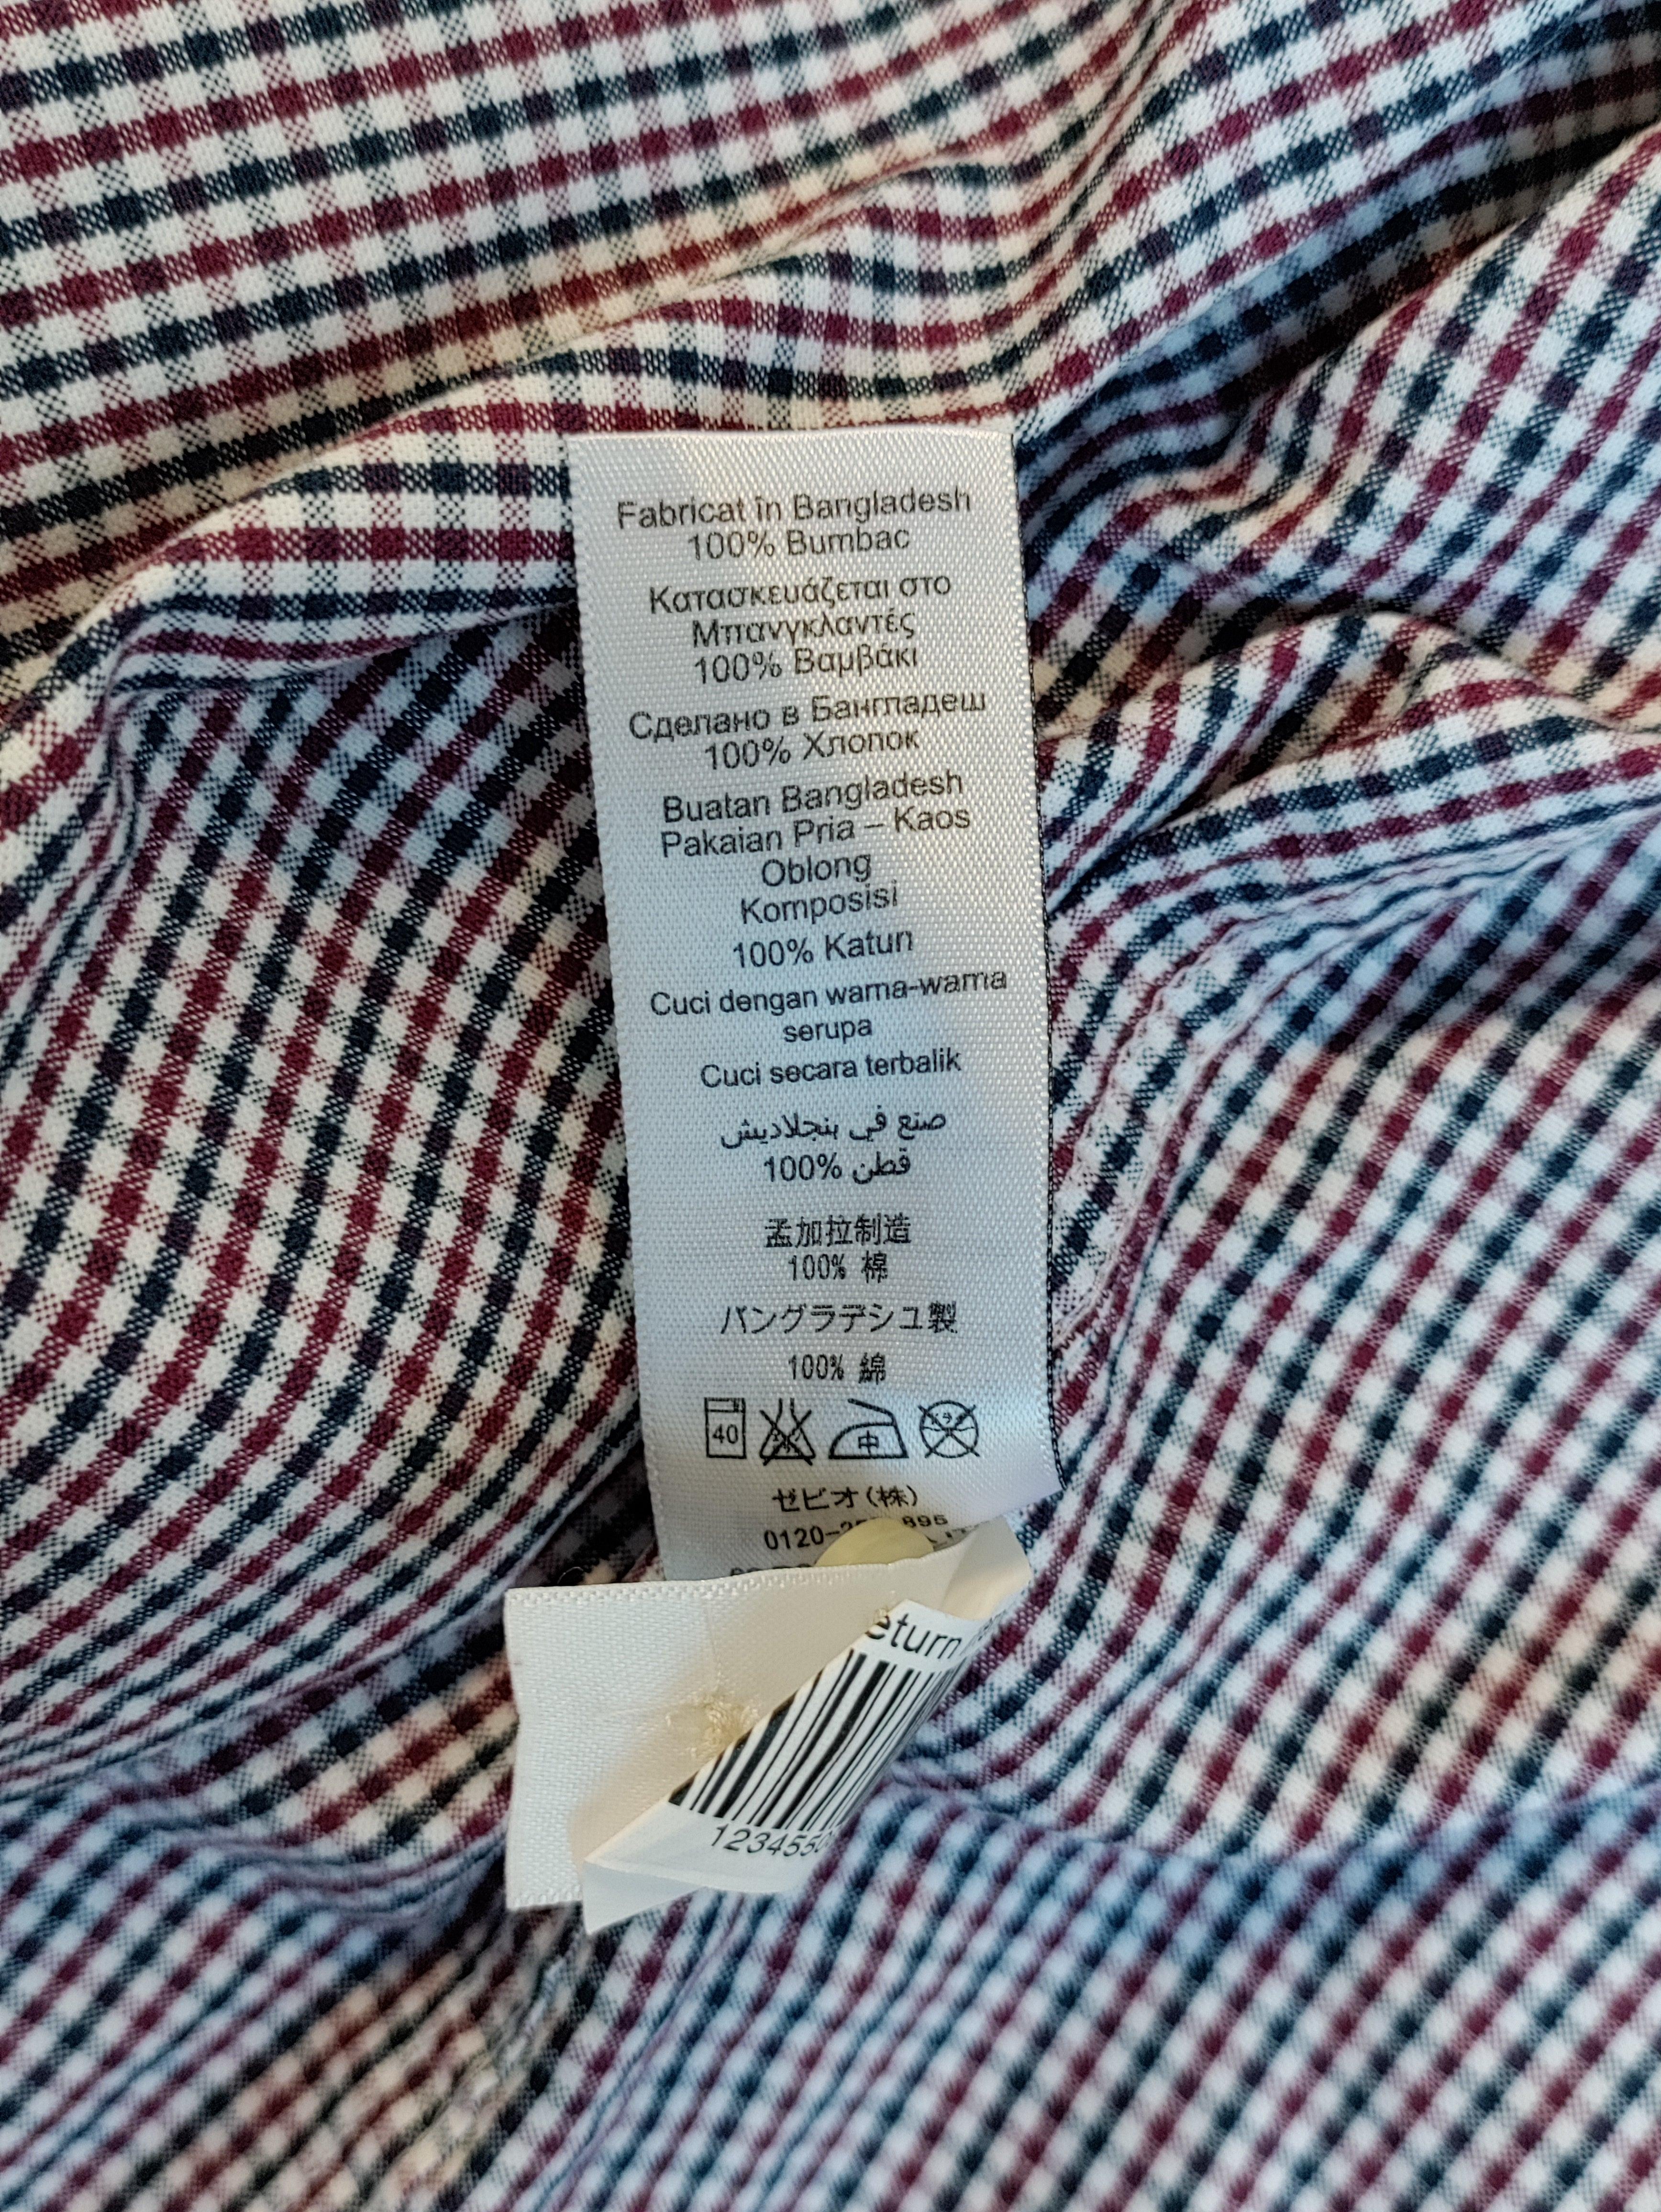 Fabricat în Bangladesh
100% Bumbac
Κατασκευάζεται στο
Μπανγκλαντές
100% Βαμβάκι
Сделано в Бангладеш
100% Хлопок
Buatan Bangladesh
Pakaian Pria – Kaos
Oblong
Komposisi
100% Katun
Cuci dengan warna-warna
serupa
Cuci secara terbalik
صنع في بنجلاديش
100% قطن
孟加拉制造
100% 棉
バングラデシュ製
100% 綿
40 中
ゼビオ(株)
0120-